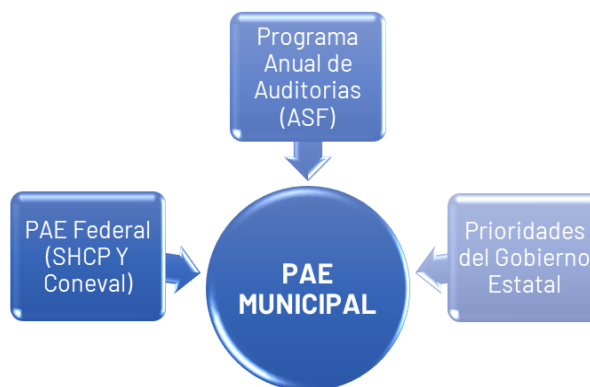 Programa
Anual de
Auditorias
(ASF)
PAE Federal
(SHCP Y
Coneval)
PAE
MUNICIPAL
Prioridades
del Gobierno
Estatal